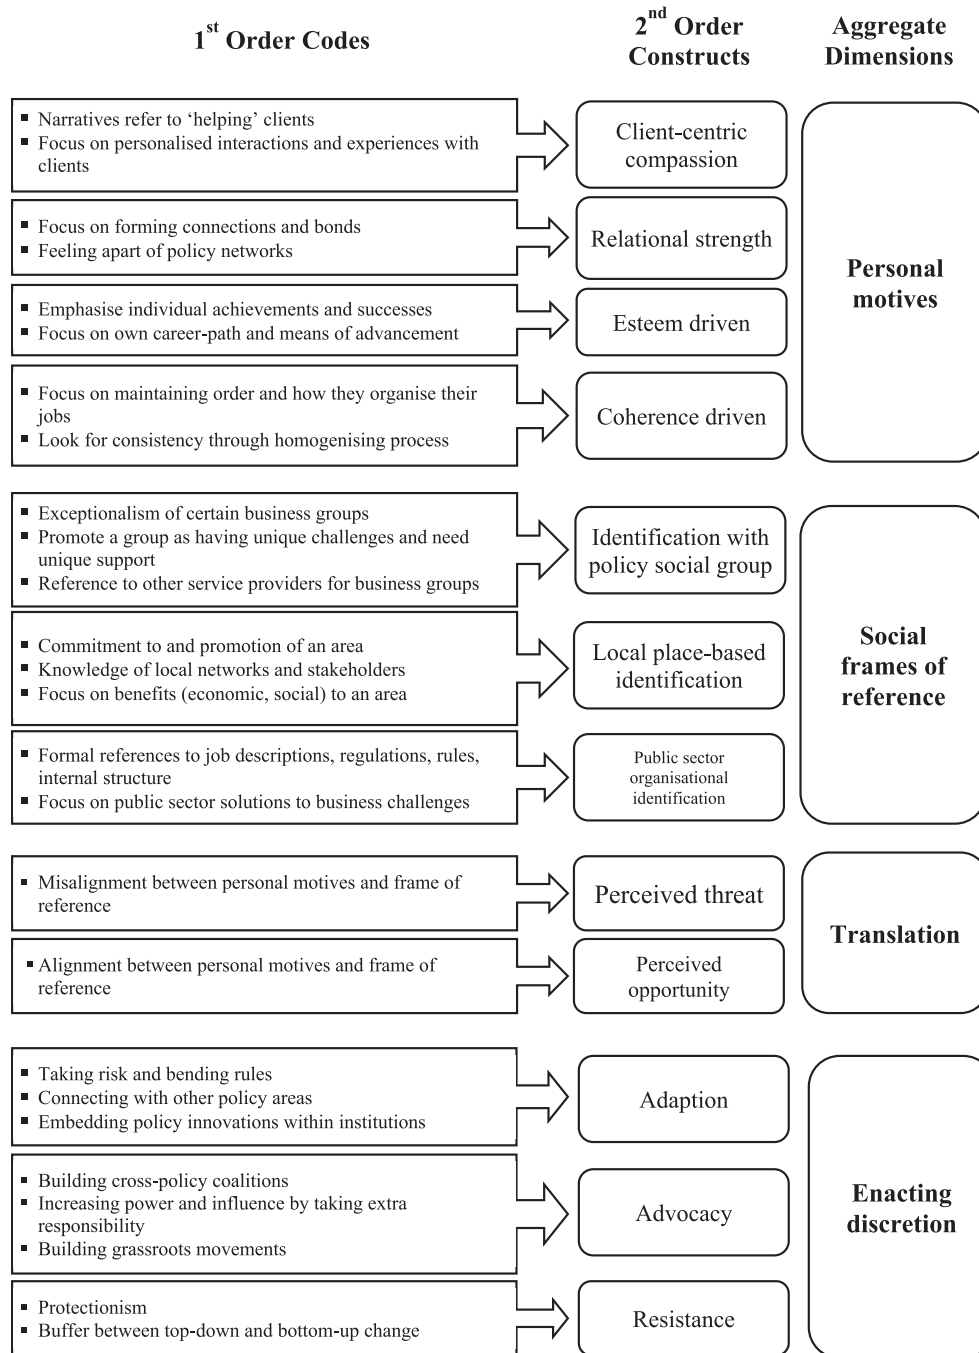 1st Order Codes
2nd Order
Constructs
Aggregate
Dimensions
▪ Narratives refer to ‘helping’ clients
▪ Focus on personalised interactions and experiences with
clients
Client-centric
compassion
▪ Focus on forming connections and bonds
▪ Feeling apart of policy networks
Relational strength
▪ Emphasise individual achievements and successes
▪ Focus on own career-path and means of advancement
Esteem driven
▪ Focus on maintaining order and how they organise their
jobs
▪ Look for consistency through homogenising process
Coherence driven
Personal
motives
▪ Exceptionalism of certain business groups
▪ Promote a group as having unique challenges and need
unique support
▪ Reference to other service providers for business groups
Identification with
policy social group
▪ Commitment to and promotion of an area
▪ Knowledge of local networks and stakeholders
▪ Focus on benefits (economic, social) to an area
Local place-based
identification
▪ Formal references to job descriptions, regulations, rules,
internal structure
▪ Focus on public sector solutions to business challenges
Public sector
organisational
identification
Social
frames of
reference
▪ Misalignment between personal motives and frame of
reference
Perceived threat
▪ Alignment between personal motives and frame of
reference
Perceived
opportunity
Translation
▪ Taking risk and bending rules
▪ Connecting with other policy areas
▪ Embedding policy innovations within institutions
Adaption
▪ Building cross-policy coalitions
▪ Increasing power and influence by taking extra
responsibility
▪ Building grassroots movements
Advocacy
▪ Protectionism
▪ Buffer between top-down and bottom-up change
Resistance
Enacting
discretion